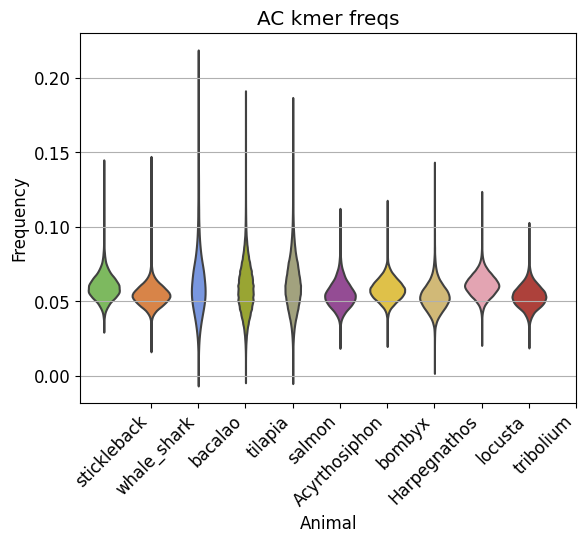 AC kmer freqs
Frequency
0.20
0.15
0.10
0.05
0.00
stickleback
whale_shark
bacalao
tilapia
salmon
Acyrthosiphon
bombyx
Harpegnathos
locusta
tribolium
Animal